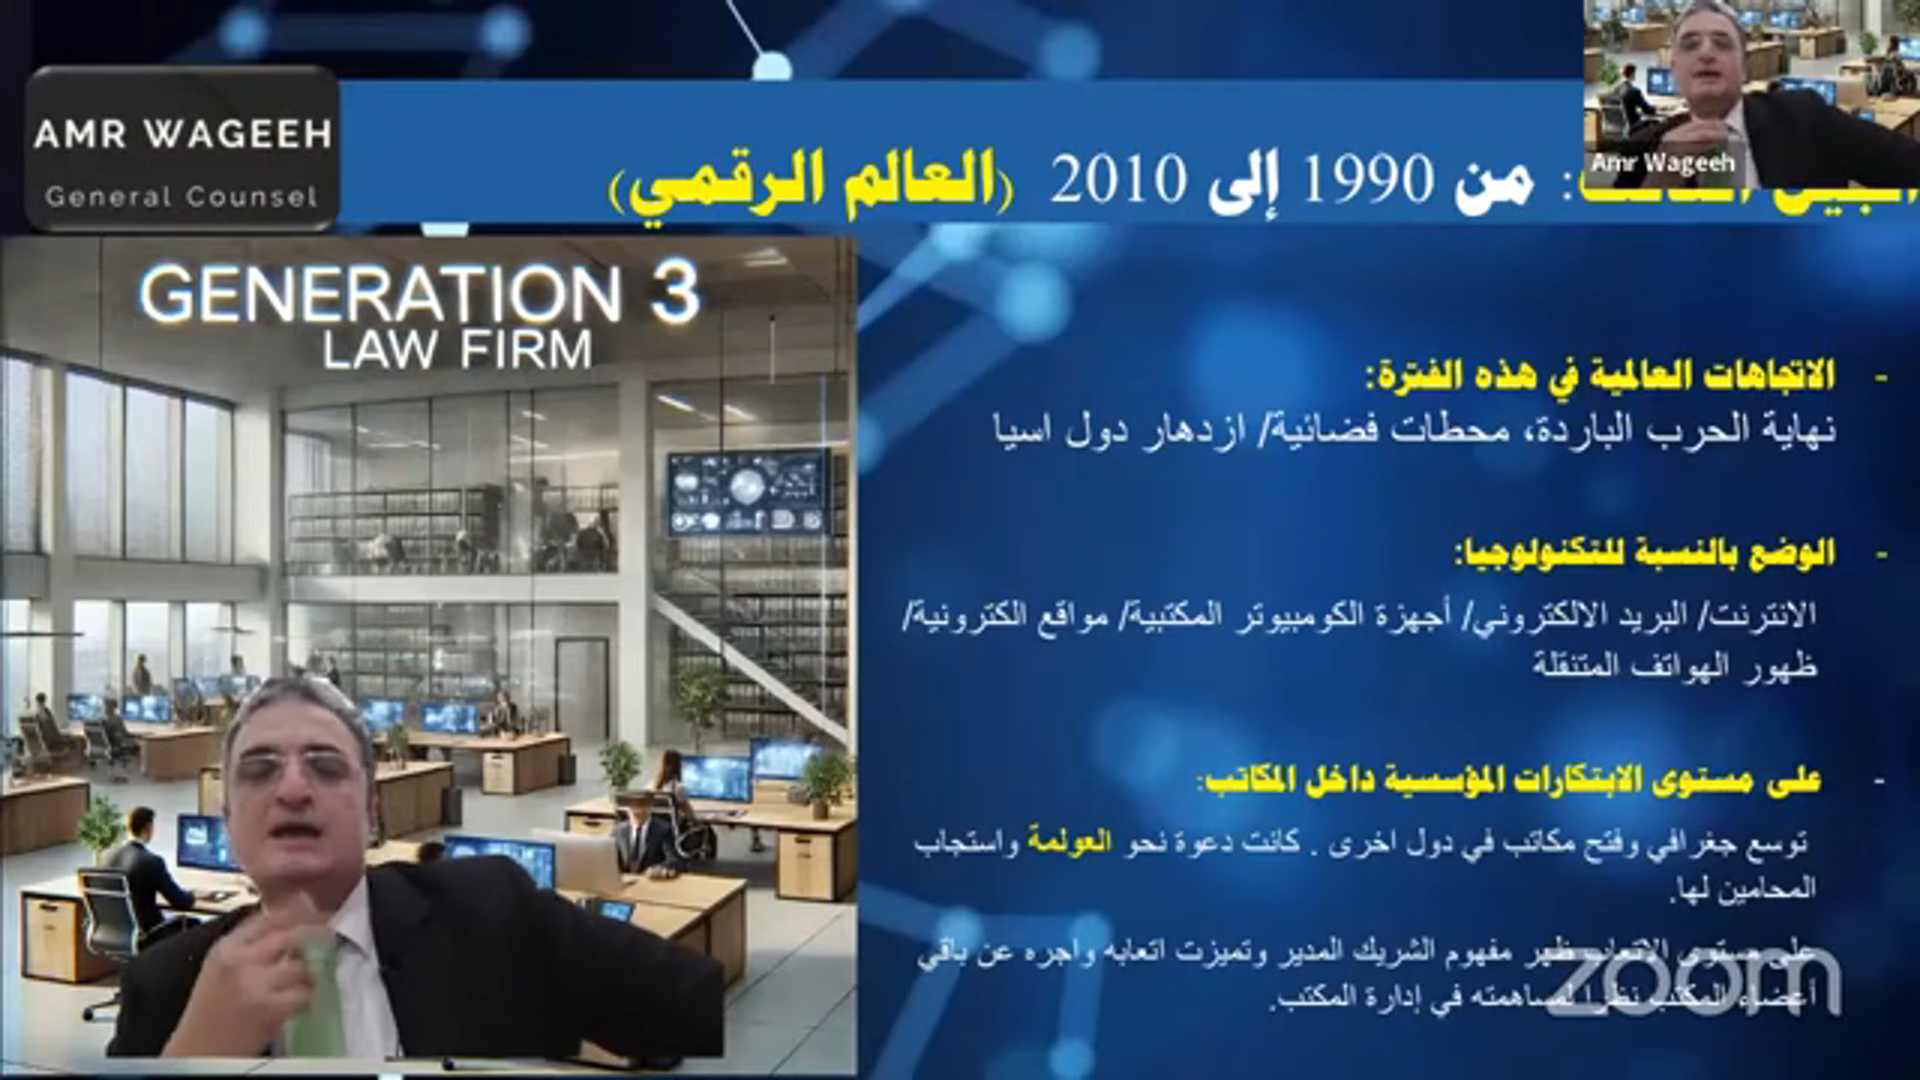 AMR WAGEEH
General Counsel
Amr Wageeh
: من 1990 إلى 2010 (العالم الرقمي)
GENERATION 3
LAW FIRM
- الاتجاهات العالمية في هذه الفترة:
نهاية الحرب الباردة، محطات فضائية/ ازدهار دول اسيا
- الوضع بالنسبة للتكنولوجيا:
الانترنت/ البريد الالكتروني/ أجهزة الكومبيوتر المكتبية/ مواقع الكترونية/
ظهور الهواتف المتنقلة
- على مستوى الابتكارات المؤسسية داخل المكاتب:
توسع جغرافي وفتح مكاتب في دول اخرى . كانت دعوة نحو العولمة واستجاب
المحامين لها.
على مستوى الاتعاب ظهر مفهوم الشريك المدير وتميزت اتعابه واجره عن باقي
أعضاء المكتب نظرا لمساهمته في إدارة المكتب.
zoom